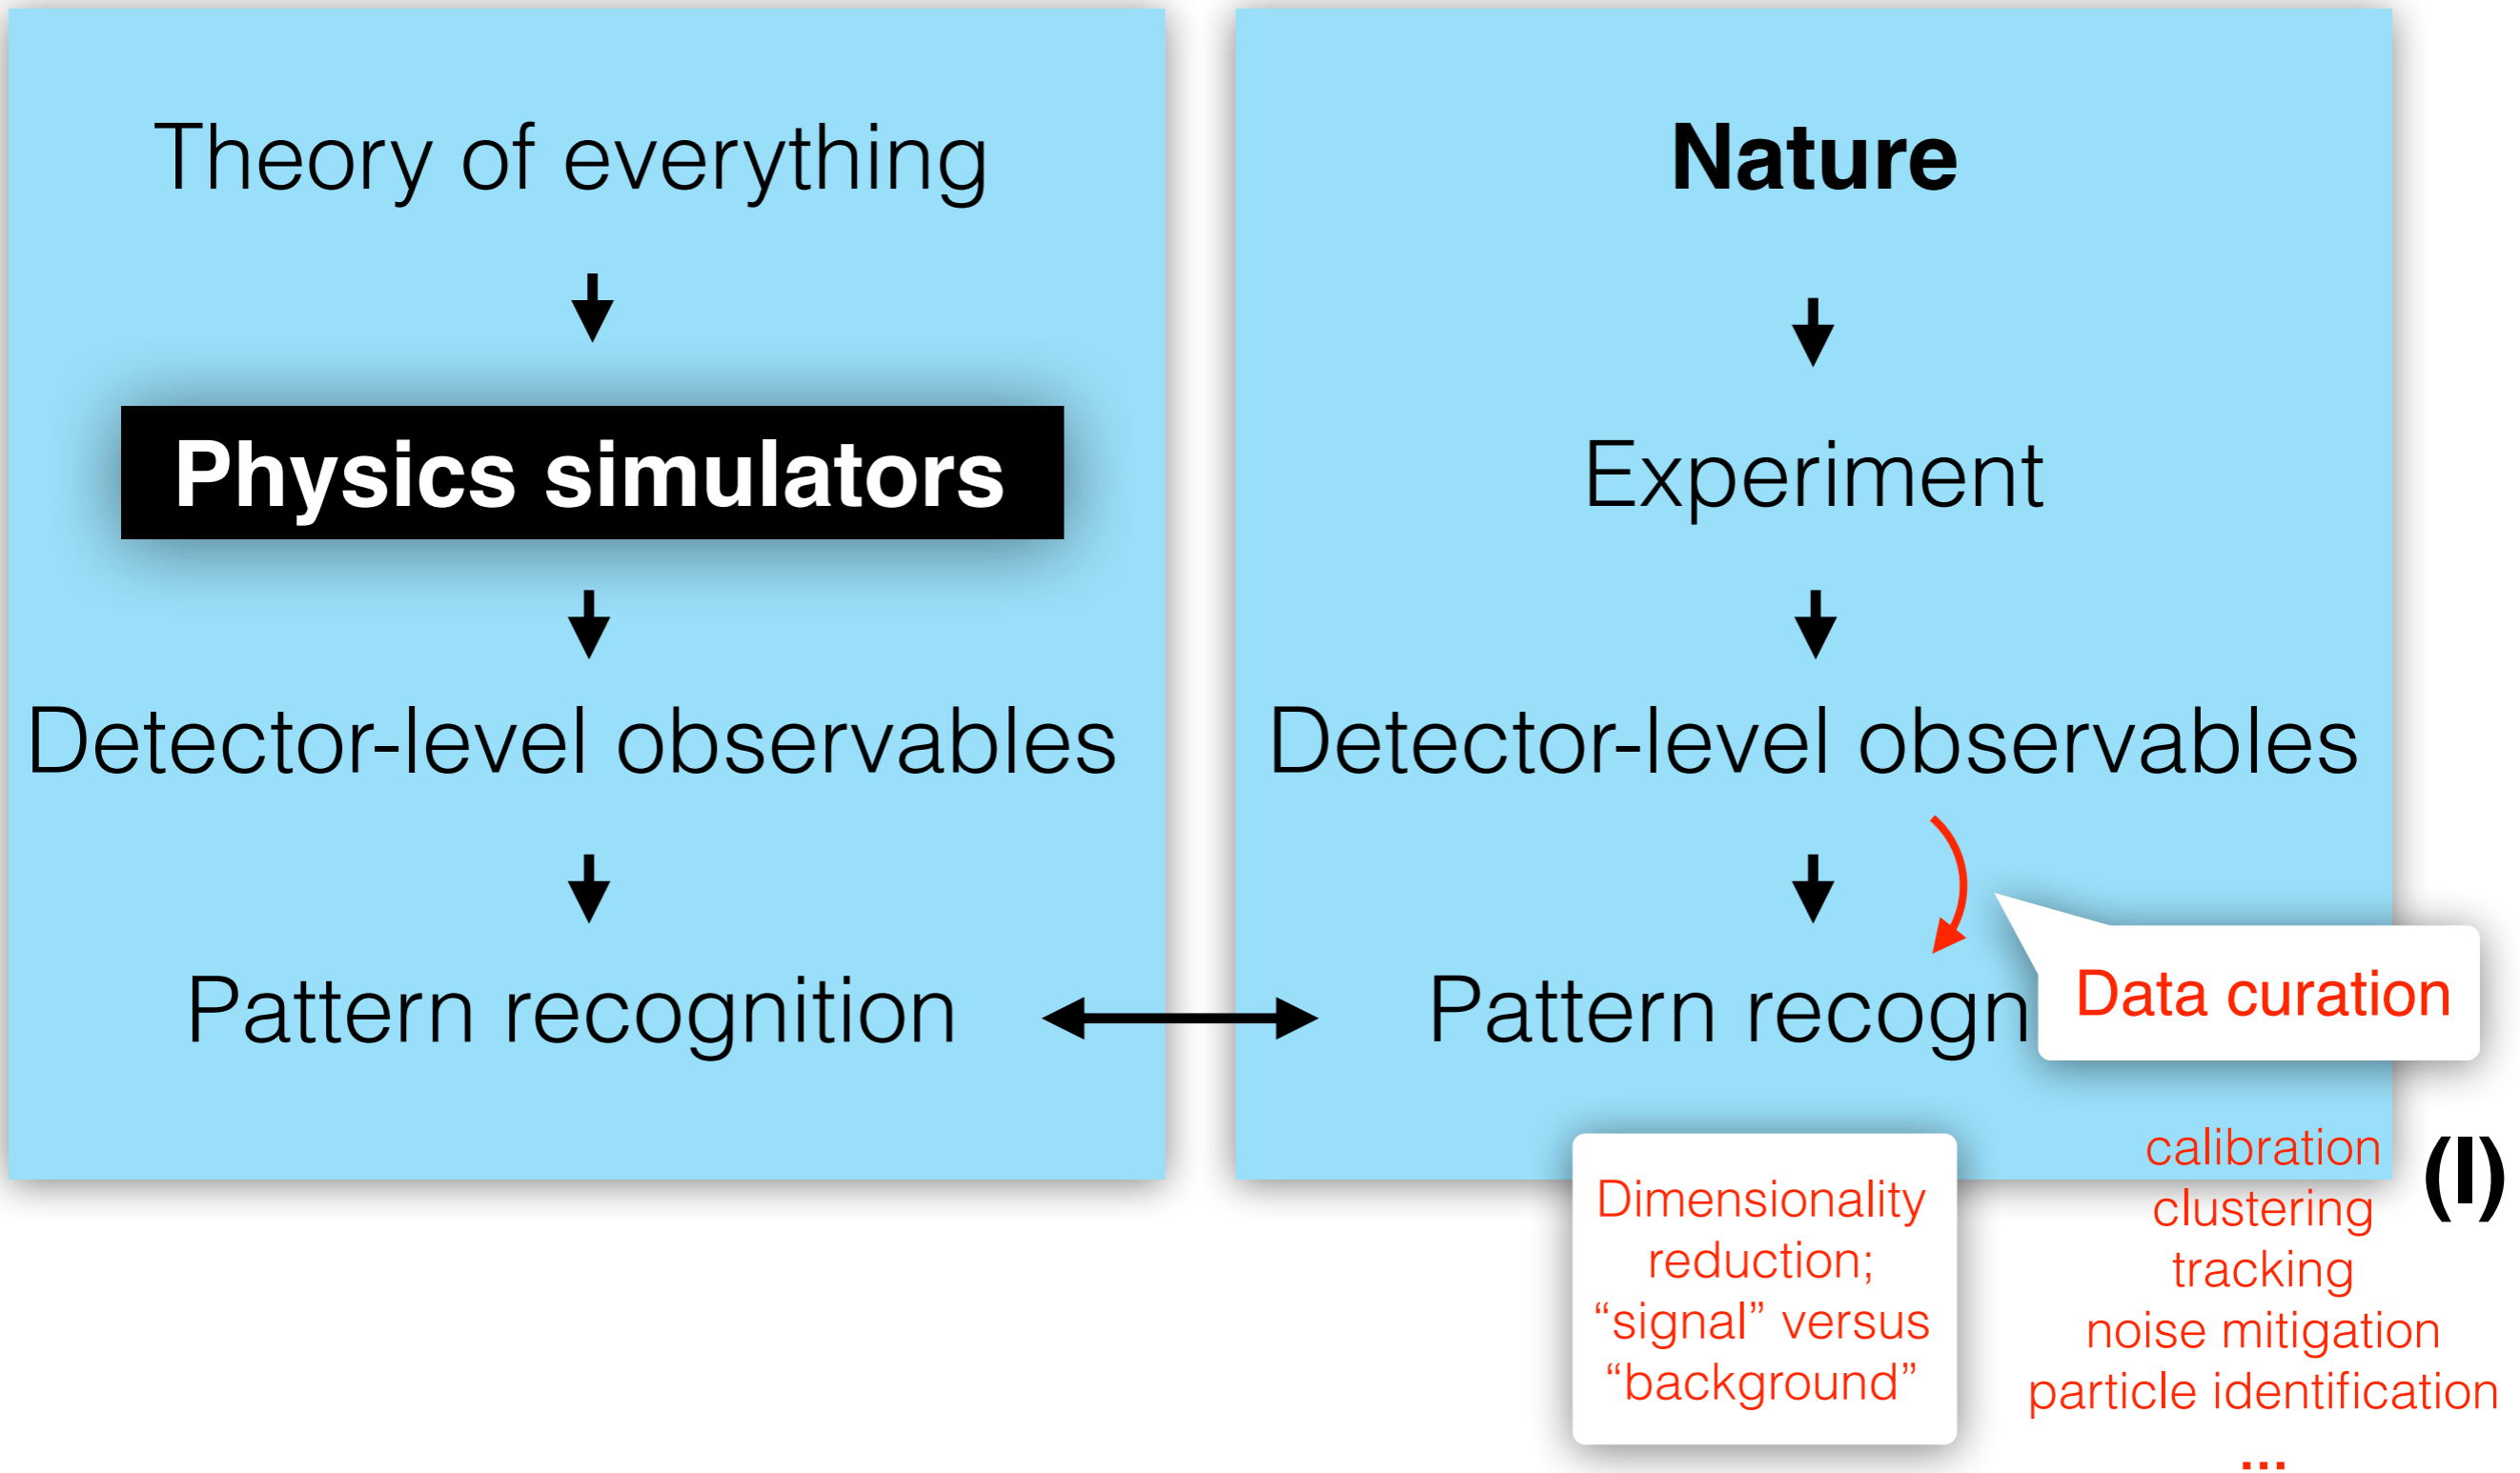 Theory of everything
Physics simulators
Detector-level observables
Pattern recognition
Nature
Experiment
Detector-level observables
Pattern recogn
Data curation
Dimensionality
reduction;
“signal” versus
“background”
calibration
clustering
tracking
noise mitigation
particle identification
...
(I)